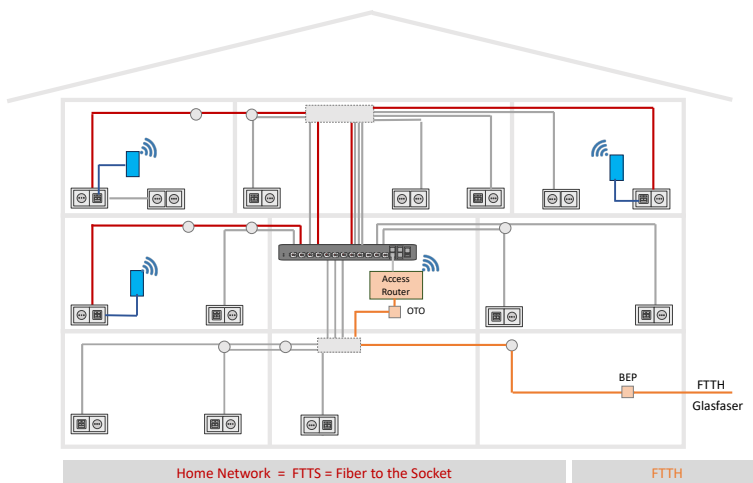 Access
Router
OTO
BEP
FTTH
Glasfaser
Home Network = FTTS = Fiber to the Socket
FTTH